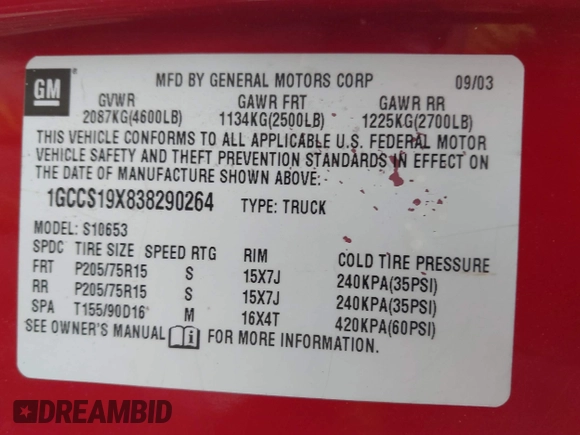 GM
MFD BY GENERAL MOTORS CORP 09/03
GVWR GAWR FRT GAWR RR
2087KG(4600LB) 1134KG(2500LB) 1225KG(2700LB)
THIS VEHICLE CONFORMS TO ALL APPLICABLE U.S. FEDERAL MOTOR
VEHICLE SAFETY AND THEFT PREVENTION STANDARDS IN EFFECT ON
THE DATE OF MANUFACTURE SHOWN ABOVE:
1GCCS19X838290264 TYPE: TRUCK
MODEL: S10653
SPDC TIRE SIZE SPEED RTG RIM COLD TIRE PRESSURE
FRT P205/75R15 S 15X7J 240KPA(35PSI)
RR P205/75R15 S 15X7J 240KPA(35PSI)
SPA T155/90D16 M 16X4T 420KPA(60PSI)
SEE OWNER'S MANUAL i FOR MORE INFORMATION.
DREAMBID